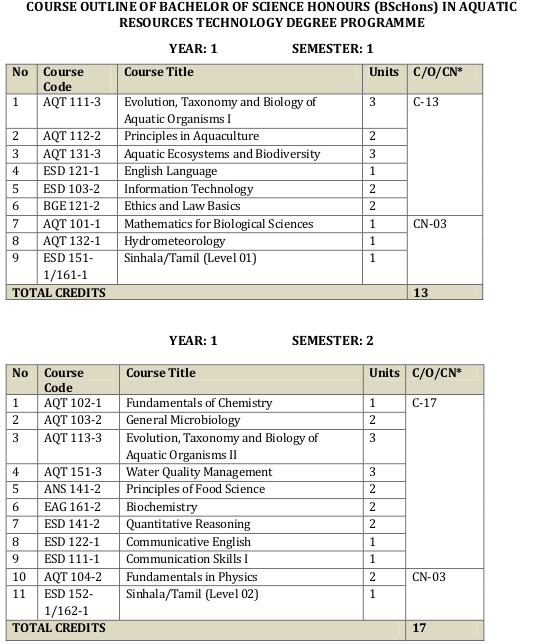 COURSE OUTLINE OF BACHELOR OF SCIENCE HONOURS (BScHons) IN AQUATIC
RESOURCES TECHNOLOGY DEGREE PROGRAMME
YEAR: 1 SEMESTER: 1
No Course Code Course Title Units C/O/CN*
1 AQT 111-3 Evolution, Taxonomy and Biology of 3 C-13
Aquatic Organisms I
2 AQT 112-2 Principles in Aquaculture 2
3 AQT 131-3 Aquatic Ecosystems and Biodiversity 3
4 ESD 121-1 English Language 1
5 ESD 103-2 Information Technology 2
6 BGE 121-2 Ethics and Law Basics 2
7 AQT 101-1 Mathematics for Biological Sciences 1 CN-03
8 AQT 132-1 Hydrometeorology 1
9 ESD 151- Sinhala/Tamil (Level 01) 1
1/161-1
TOTAL CREDITS 13
YEAR: 1 SEMESTER: 2
No Course Code Course Title Units C/O/CN*
1 AQT 102-1 Fundamentals of Chemistry 1 C-17
2 AQT 103-2 General Microbiology 2
3 AQT 113-3 Evolution, Taxonomy and Biology of 3
Aquatic Organisms II
4 AQT 151-3 Water Quality Management 3
5 ANS 141-2 Principles of Food Science 2
6 EAG 161-2 Biochemistry 2
7 ESD 141-2 Quantitative Reasoning 2
8 ESD 122-1 Communicative English 1
9 ESD 111-1 Communication Skills I 1
10 AQT 104-2 Fundamentals in Physics 2 CN-03
11 ESD 152- Sinhala/Tamil (Level 02) 1
1/162-1
TOTAL CREDITS 17